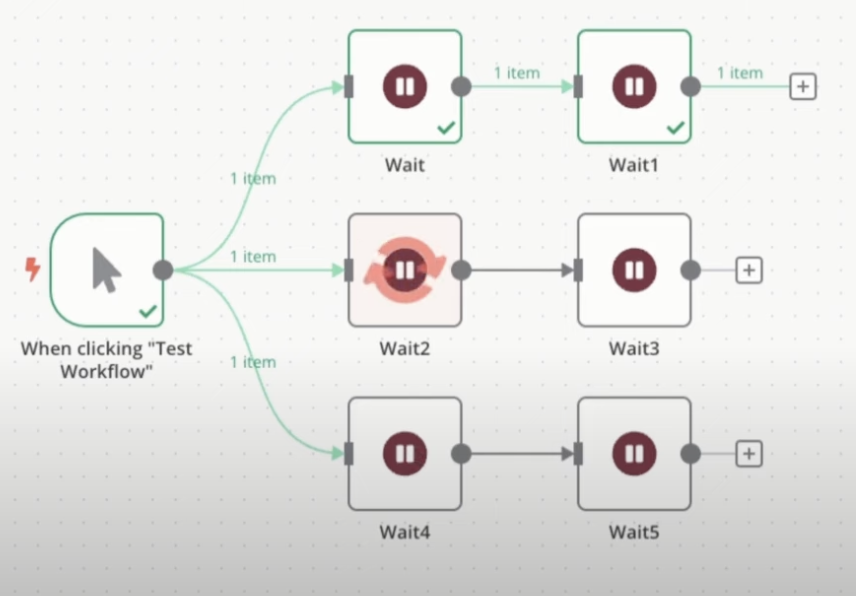 1 item
1 item
Wait
Wait1
1 item
1 item
Wait2
Wait3
When clicking "Test
Workflow"
1 item
Wait4
Wait5